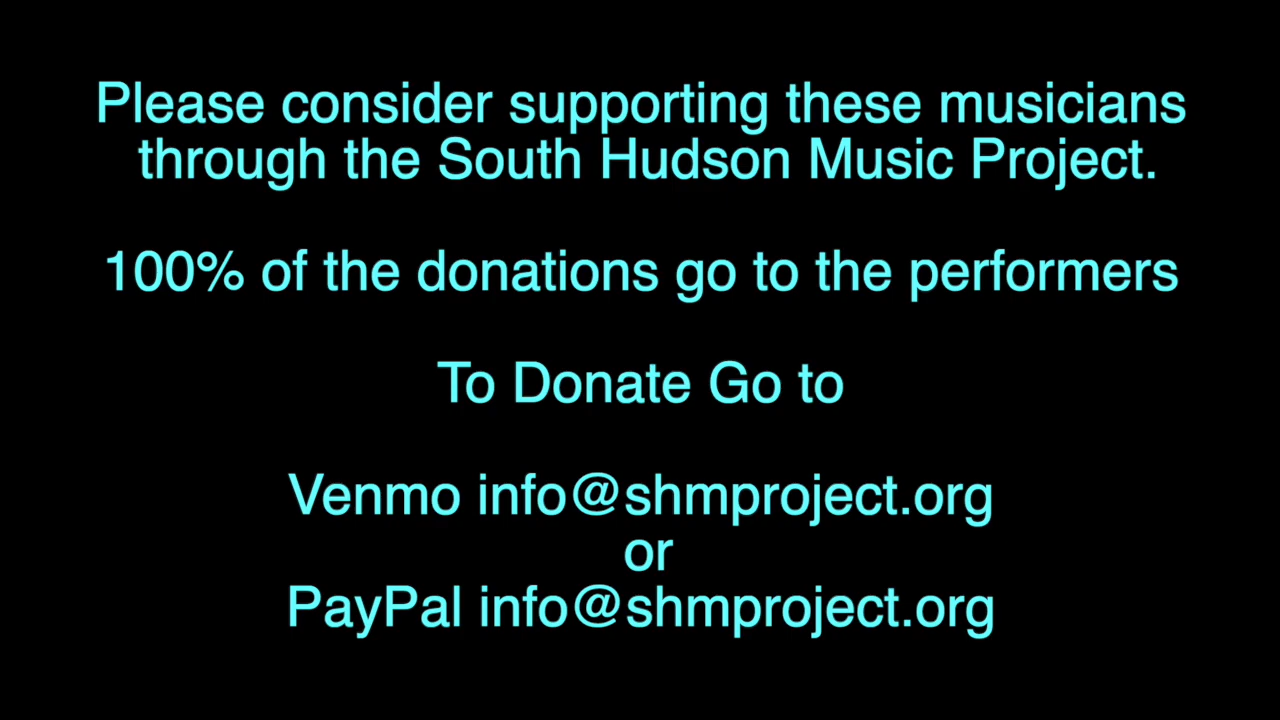 Please consider supporting these musicians
through the South Hudson Music Project.
100% of the donations go to the performers
To Donate Go to
Venmo info@shmproject.org
or
PayPal info@shmproject.org